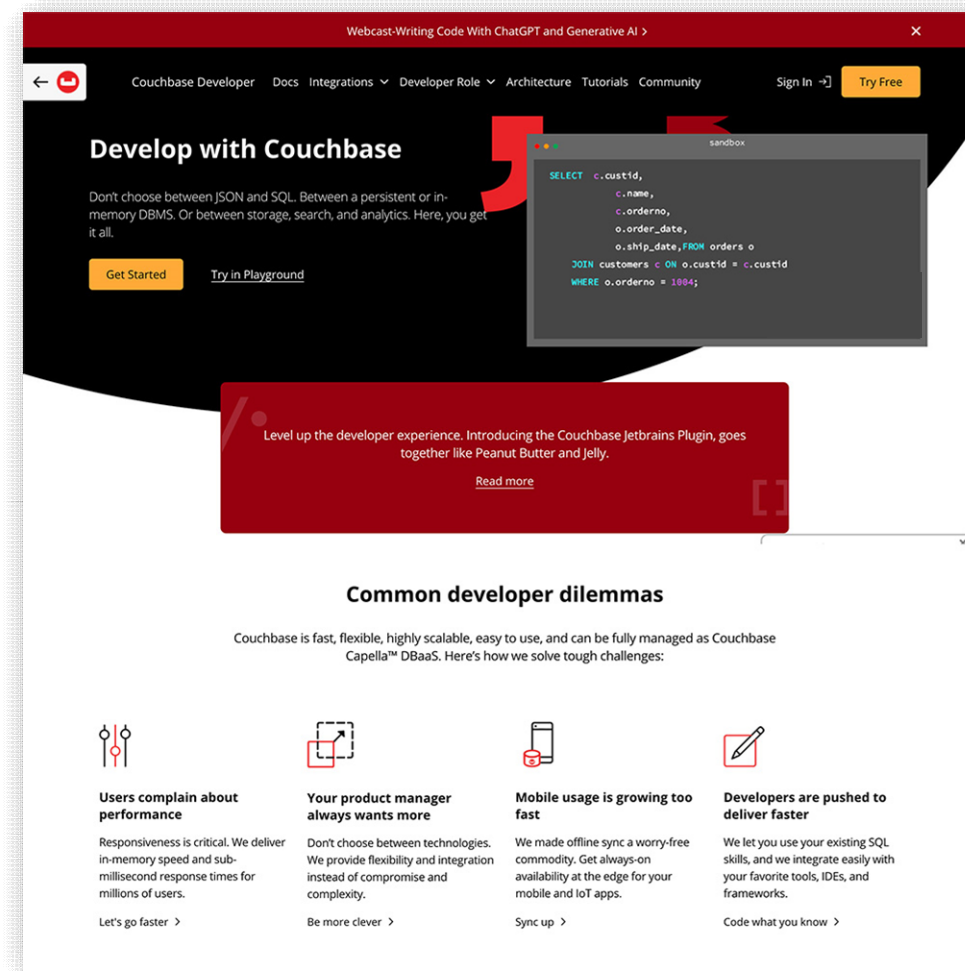 Webcast-Writing Code With ChatGPT and Generative AI >
Couchbase Developer Docs Integrations Developer Role Architecture Tutorials Community Sign In Try Free
Develop with Couchbase
Don't choose between JSON and SQL. Between a persistent or in-
memory DBMS. Or between storage, search, and analytics. Here, you get
it all.
Get Started Try in Playground
sandbox
SELECT c.custid,
c.name,
c.orderno,
o.order_date,
o.ship_date,FROM orders o
JOIN customers c ON o.custid = c.custid
WHERE o.orderno = 1004;
Level up the developer experience. Introducing the Couchbase Jetbrains Plugin, goes
together like Peanut Butter and Jelly.
Read more
Common developer dilemmas
Couchbase is fast, flexible, highly scalable, easy to use, and can be fully managed as Couchbase
Capella™ DBaaS. Here's how we solve tough challenges:
Users complain about
performance
Responsiveness is critical. We deliver
in-memory speed and sub-
millisecond response times for
millions of users.
Let's go faster >
Your product manager
always wants more
Don't choose between technologies.
We provide flexibility and integration
instead of compromise and
complexity.
Be more clever >
Mobile usage is growing too
fast
We made offline sync a worry-free
commodity. Get always-on
availability at the edge for your
mobile and IoT apps.
Sync up >
Developers are pushed to
deliver faster
We let you use your existing SQL
skills, and we integrate easily with
your favorite tools, IDEs, and
frameworks.
Code what you know >